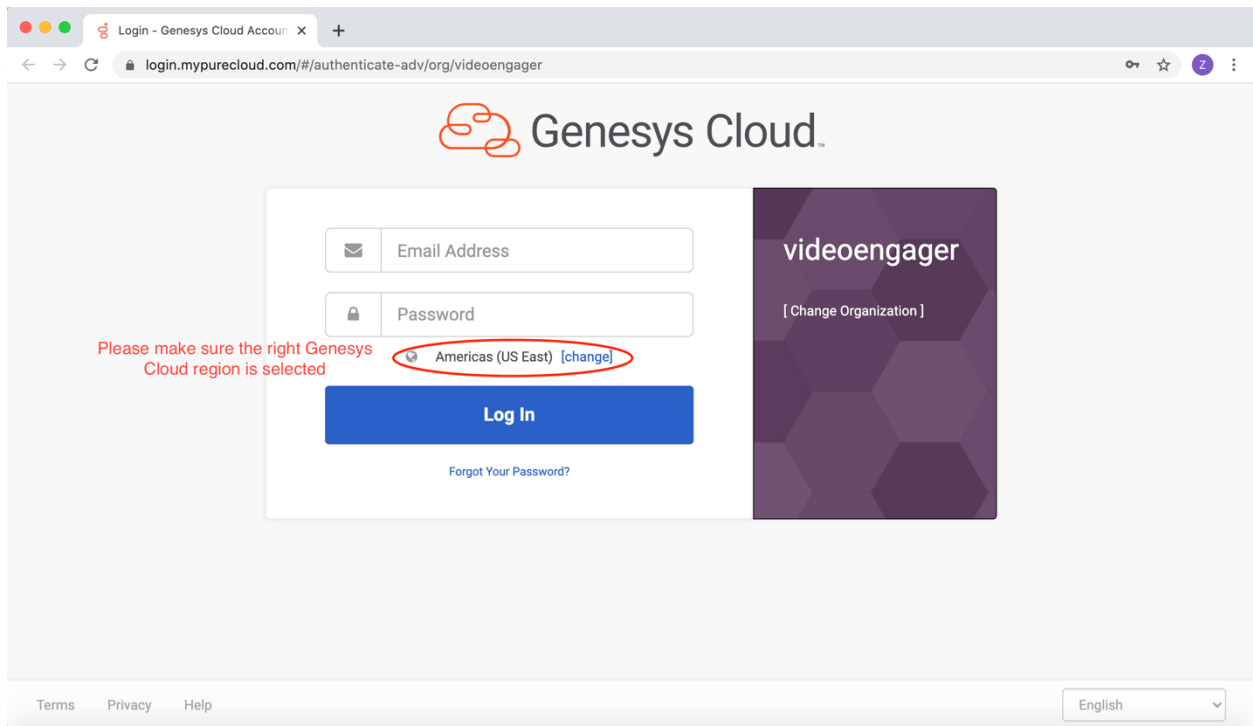 Login - Genesys Cloud Accoun
login.mypurecloud.com/#/authenticate-adv/org/videoengager
Z
Genesys Cloud™
Email Address
videoengager
Password
[ Change Organization ]
Please make sure the right Genesys
Cloud region is selected
Americas (US East) [change]
Log In
Forgot Your Password?
Terms Privacy Help
English